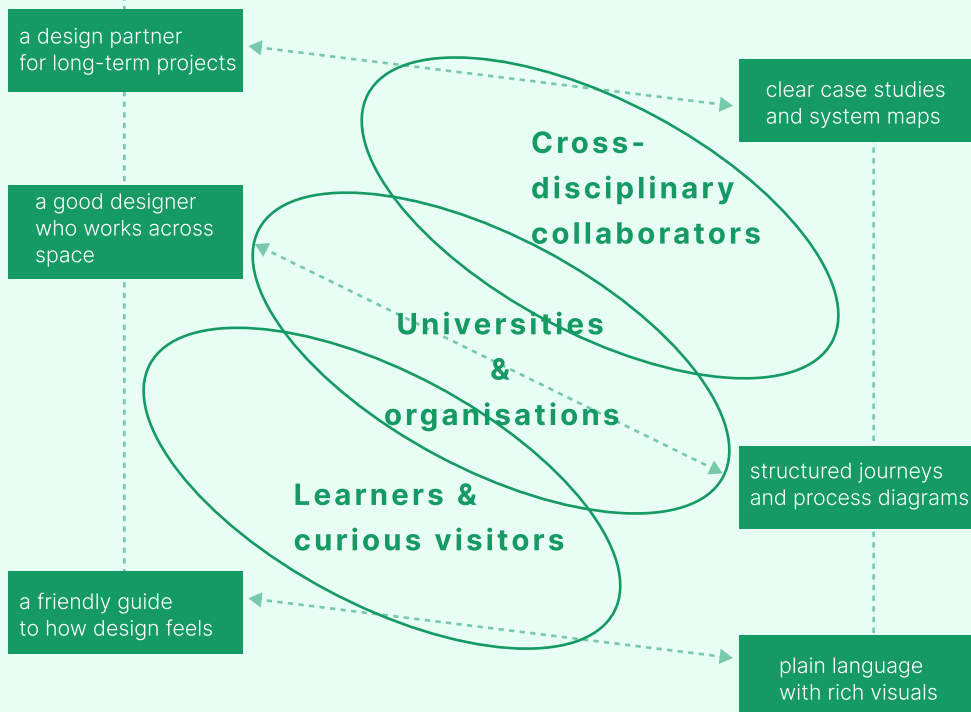 a design partner
for long-term projects
clear case studies
and system maps
Cross-
disciplinary
collaborators
a good designer
who works across
space
Universities
&
organisations
structured journeys
and process diagrams
Learners &
curious visitors
a friendly guide
to how design feels
plain language
with rich visuals